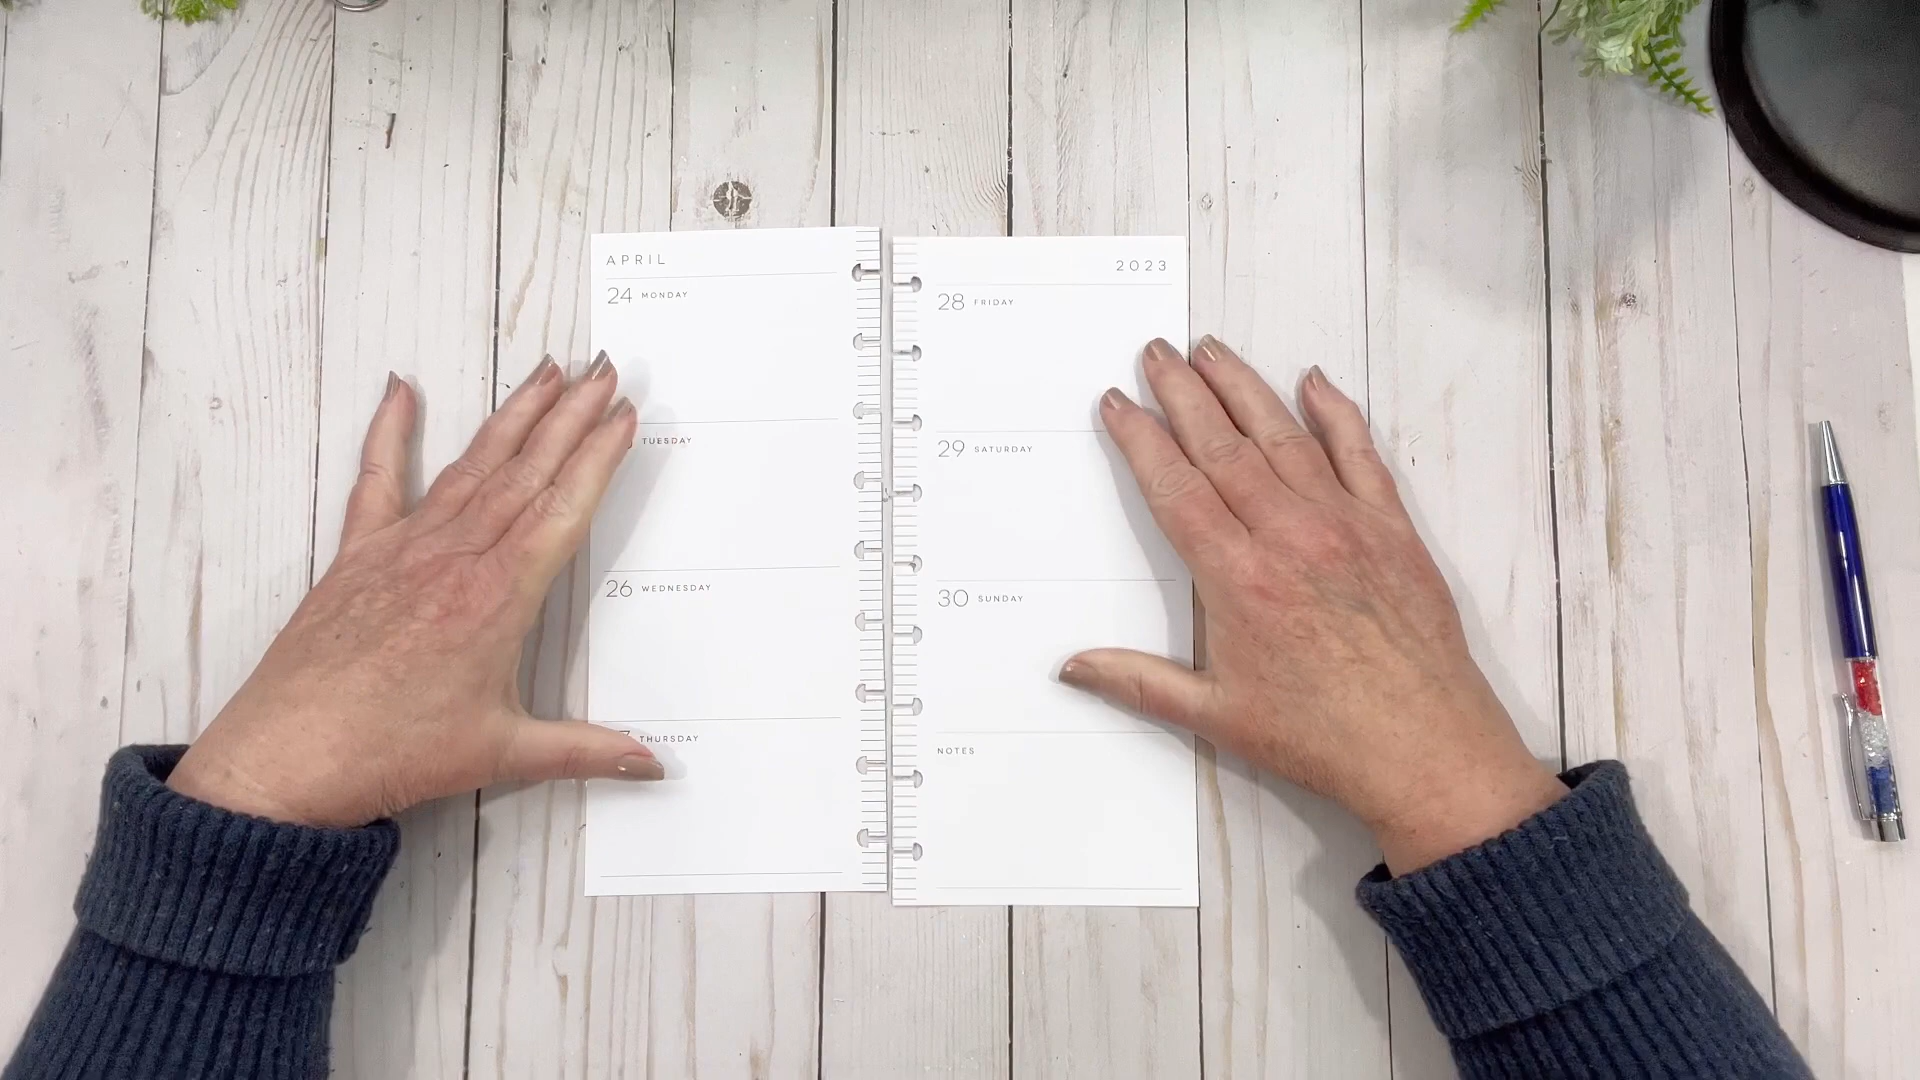 APRIL
24 MONDAY
TUESDAY
26 WEDNESDAY
THURSDAY
2023
28 FRIDAY
29 SATURDAY
30 SUNDAY
NOTES